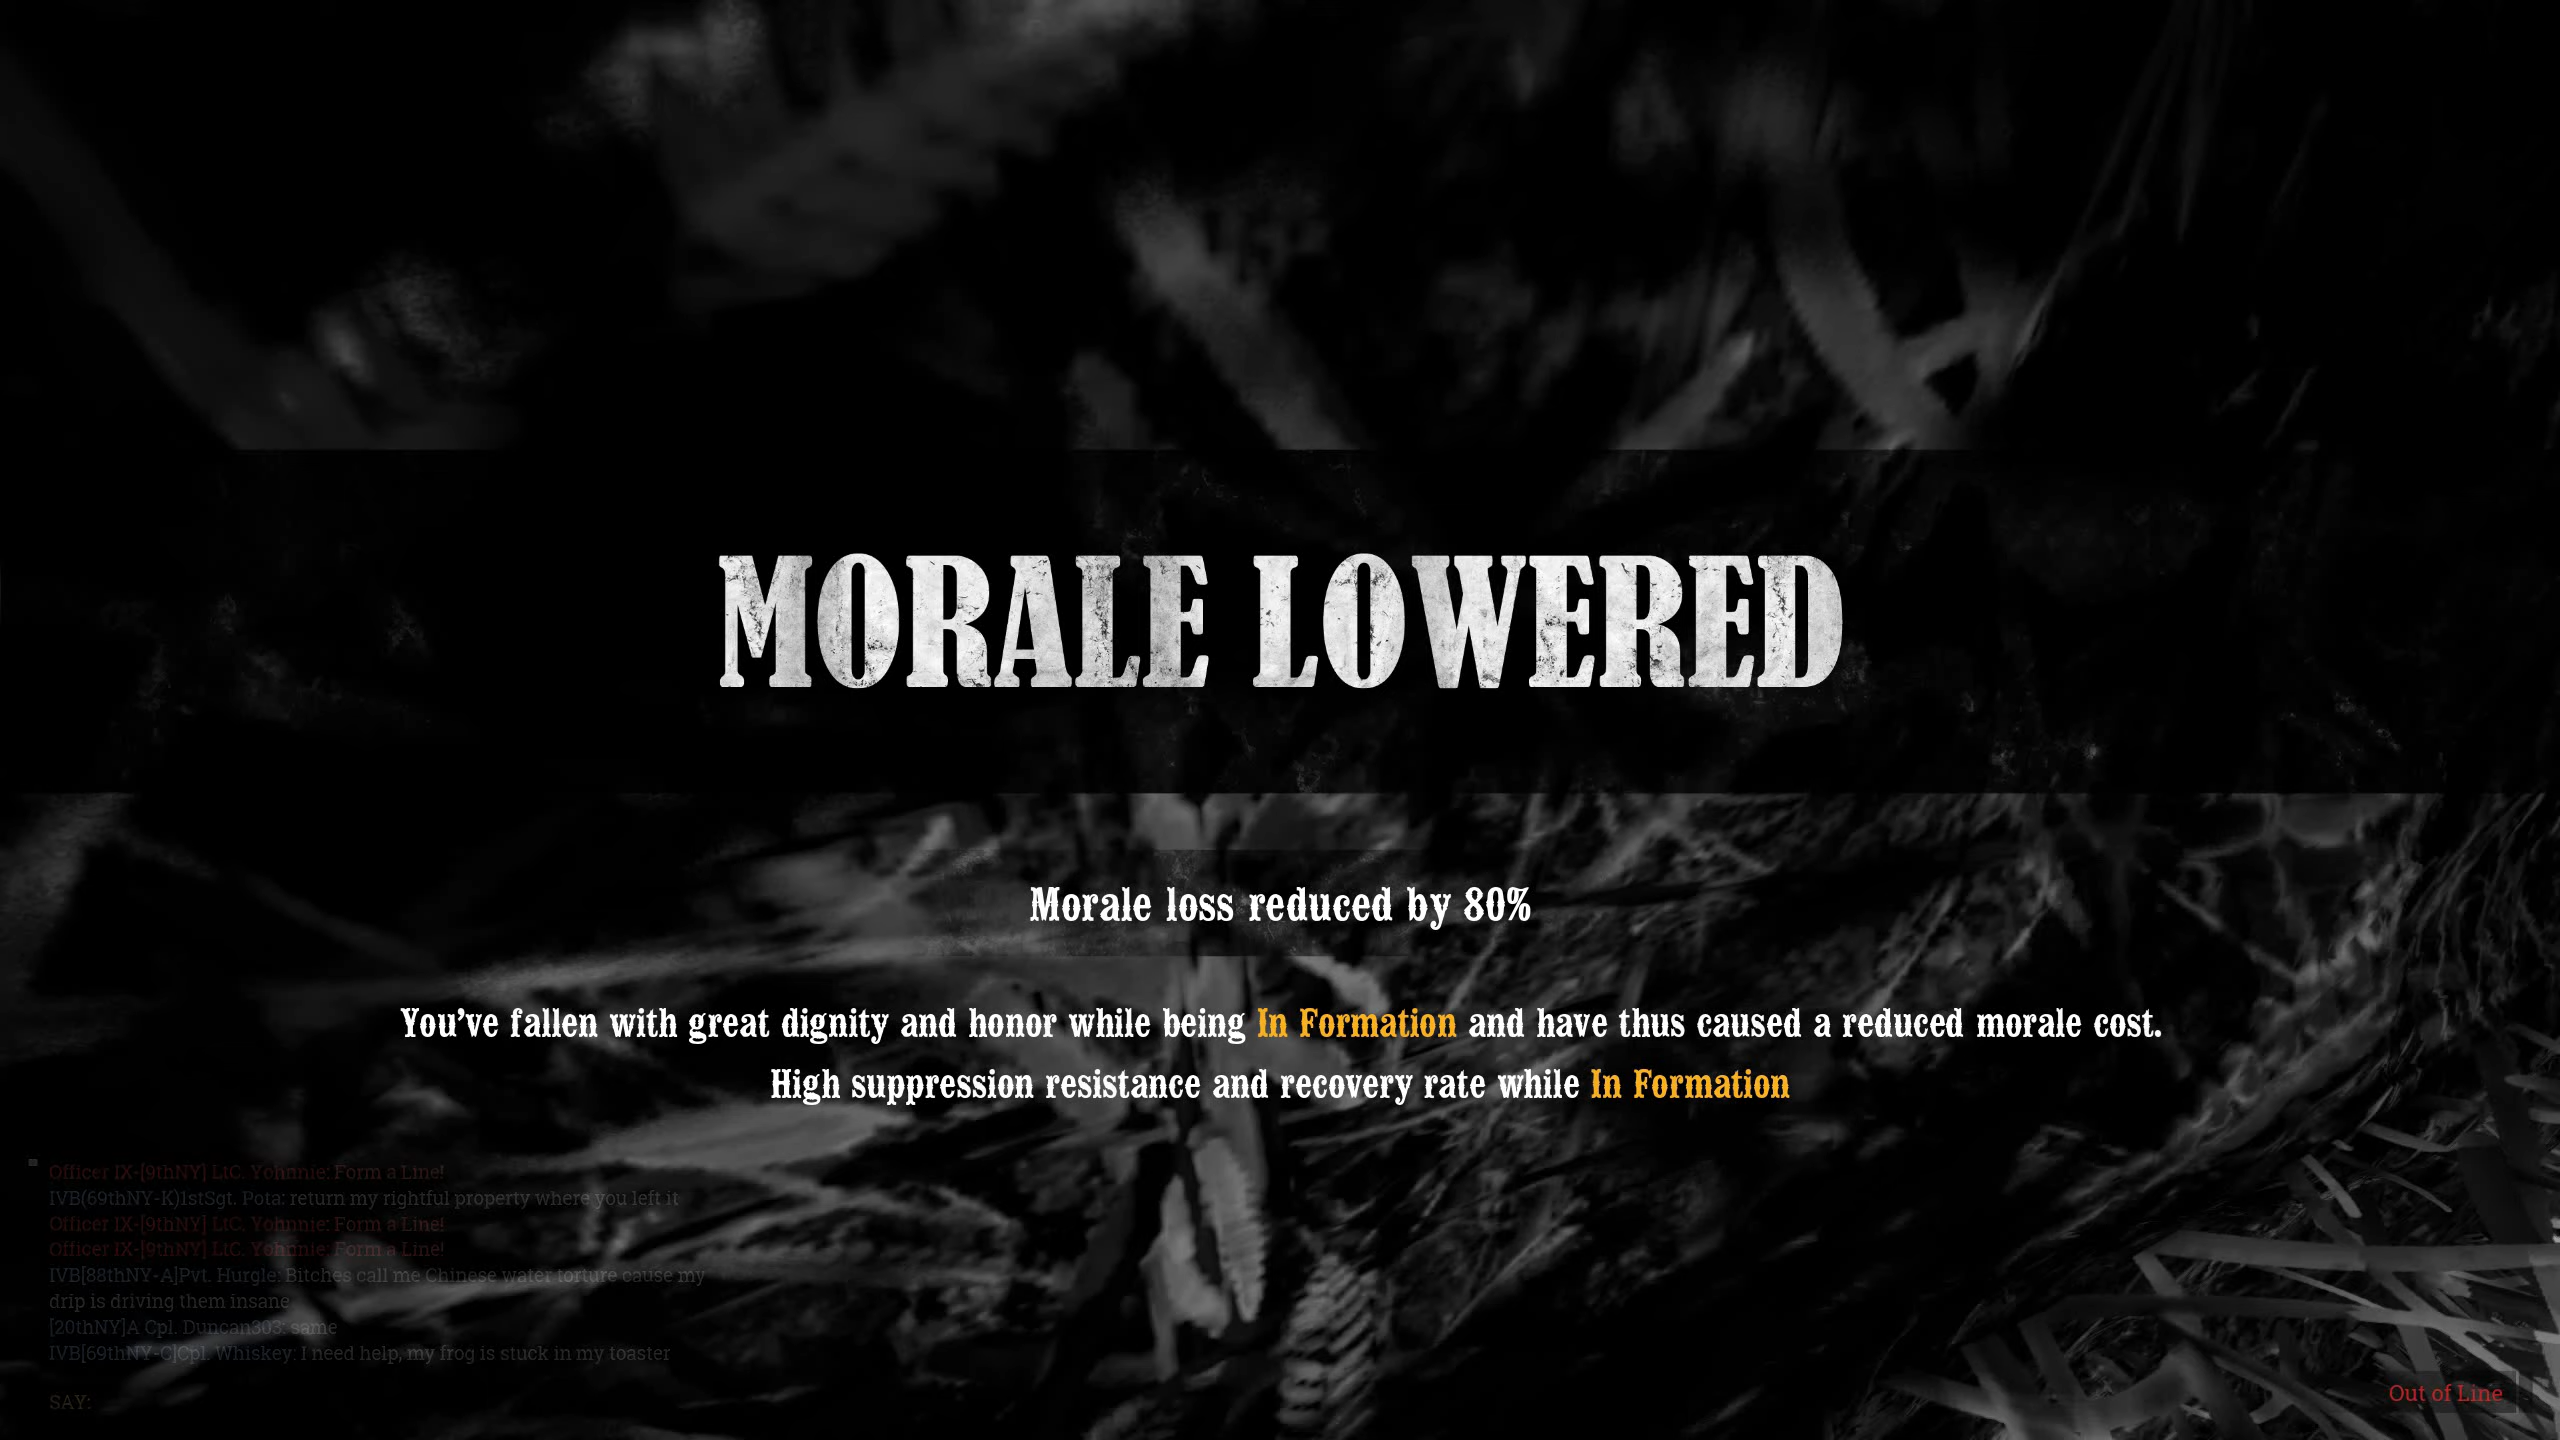 MORALE LOWERED
Morale loss reduced by 80%
You've fallen with great dignity and honor while being In Formation and have thus caused a reduced morale cost.
High suppression resistance and recovery rate while In Formation
Officer IX-[9thNY] LtC. Yohnnie: Form a Line!
IVB(69thNY-K)1stSgt. Pota: return my rightful property where you left it
Officer IX-[9thNY] LtC. Yohnnie: Form a Line!
Officer IX-[9thNY] LtC. Yohnnie: Form a Line!
IVB[88thNY-A]Pvt. Hurgle: Bitches call me Chinese water torture cause my
drip is driving them insane
[20thNY]A Cpl. Duncan303: same
IVB[69thNY-C]Cpl. Whiskey: I need help, my frog is stuck in my toaster
SAY:
Out of Line